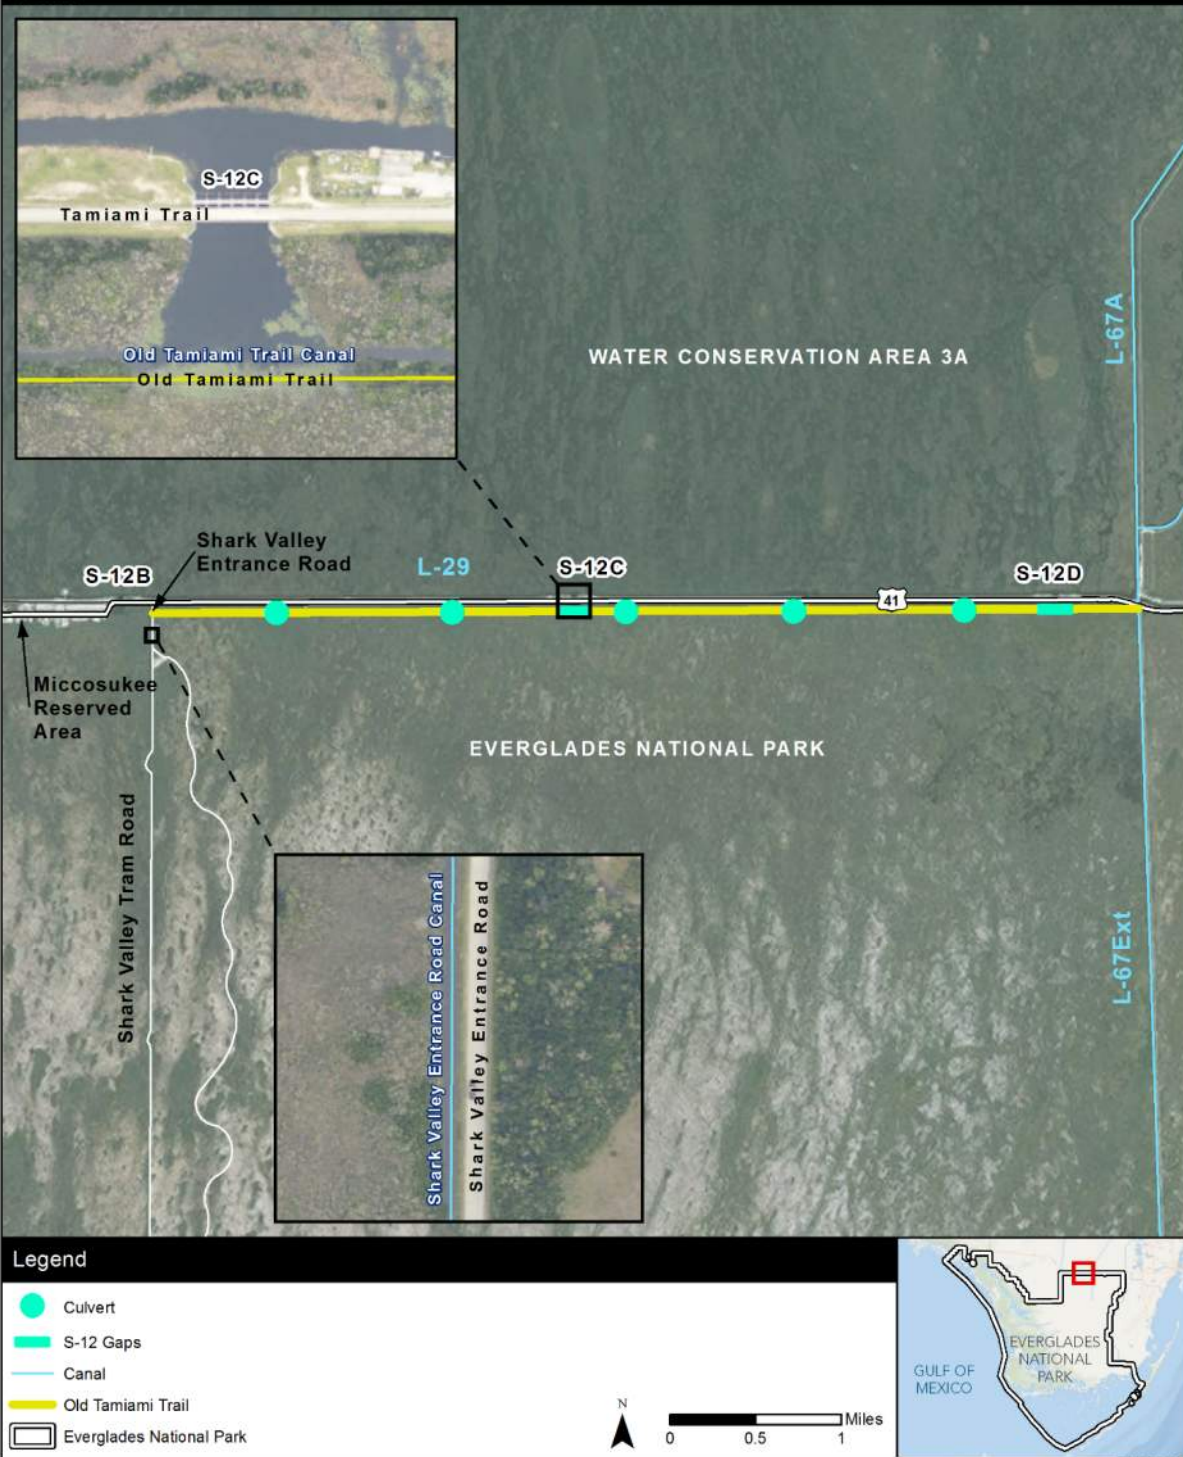 S-12C
Tamiami Trail
Old Tamiami Trail Canal
Old Tamiami Trail
WATER CONSERVATION AREA 3A
L-67A
Shark Valley
Entrance Road
S-12B
L-29
S-12C
S-12D
41
Miccosukee
Reserved
Area
EVERGLADES NATIONAL PARK
Shark Valley Tram Road
Shark Valley Entrance Road Canal
Shark Valley Entrance Road
L-67Ext
Legend
Culvert
S-12 Gaps
Canal
Old Tamiami Trail
Everglades National Park
N
Miles
0 0.5 1
EVERGLADES
NATIONAL
PARK
GULF OF
MEXICO